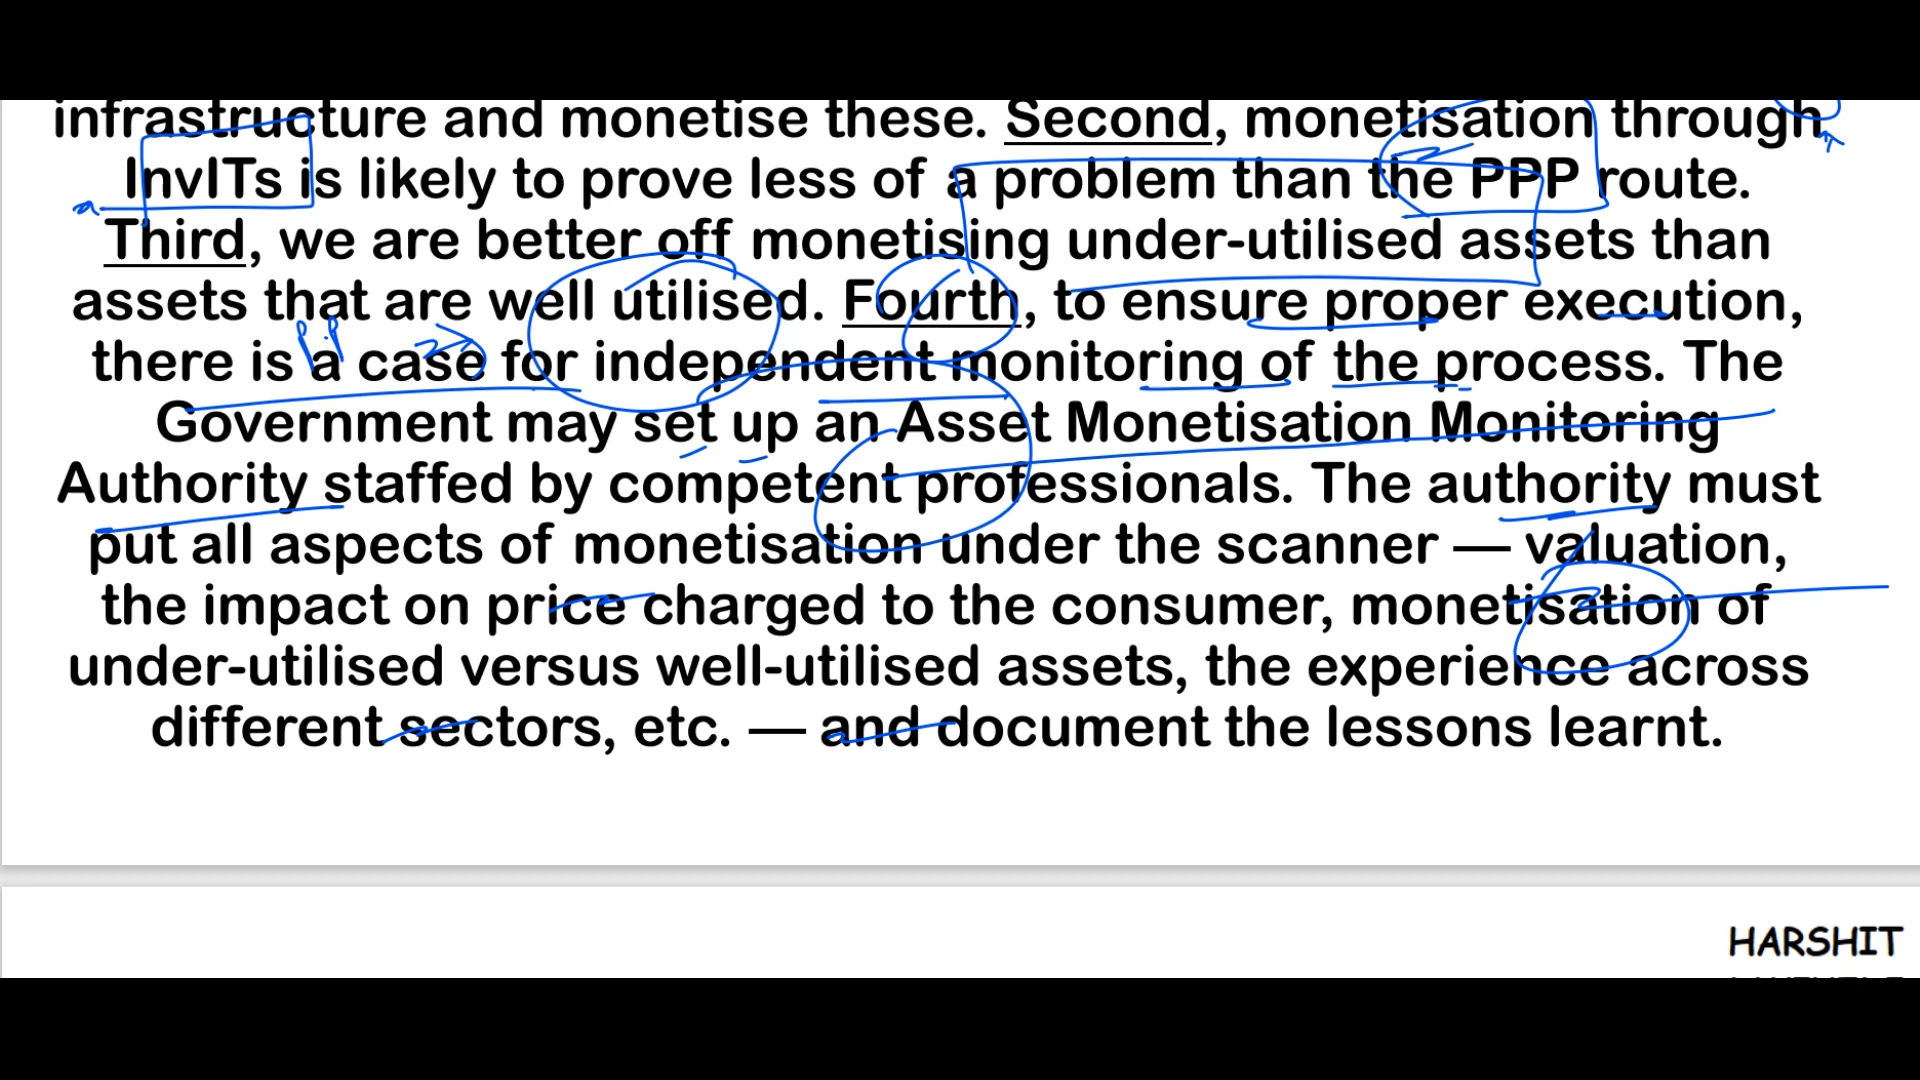 infrastructure and monetise these. Second, monetisation through
InvITs is likely to prove less of a problem than the PPP route.
Third, we are better off monetising under-utilised assets than
assets that are well utilised. Fourth, to ensure proper execution,
there is a case for independent monitoring of the process. The
Government may set up an Asset Monetisation Monitoring
Authority staffed by competent professionals. The authority must
put all aspects of monetisation under the scanner — valuation,
the impact on price charged to the consumer, monetisation of
under-utilised versus well-utilised assets, the experience across
different sectors, etc. — and document the lessons learnt.
HARSHIT